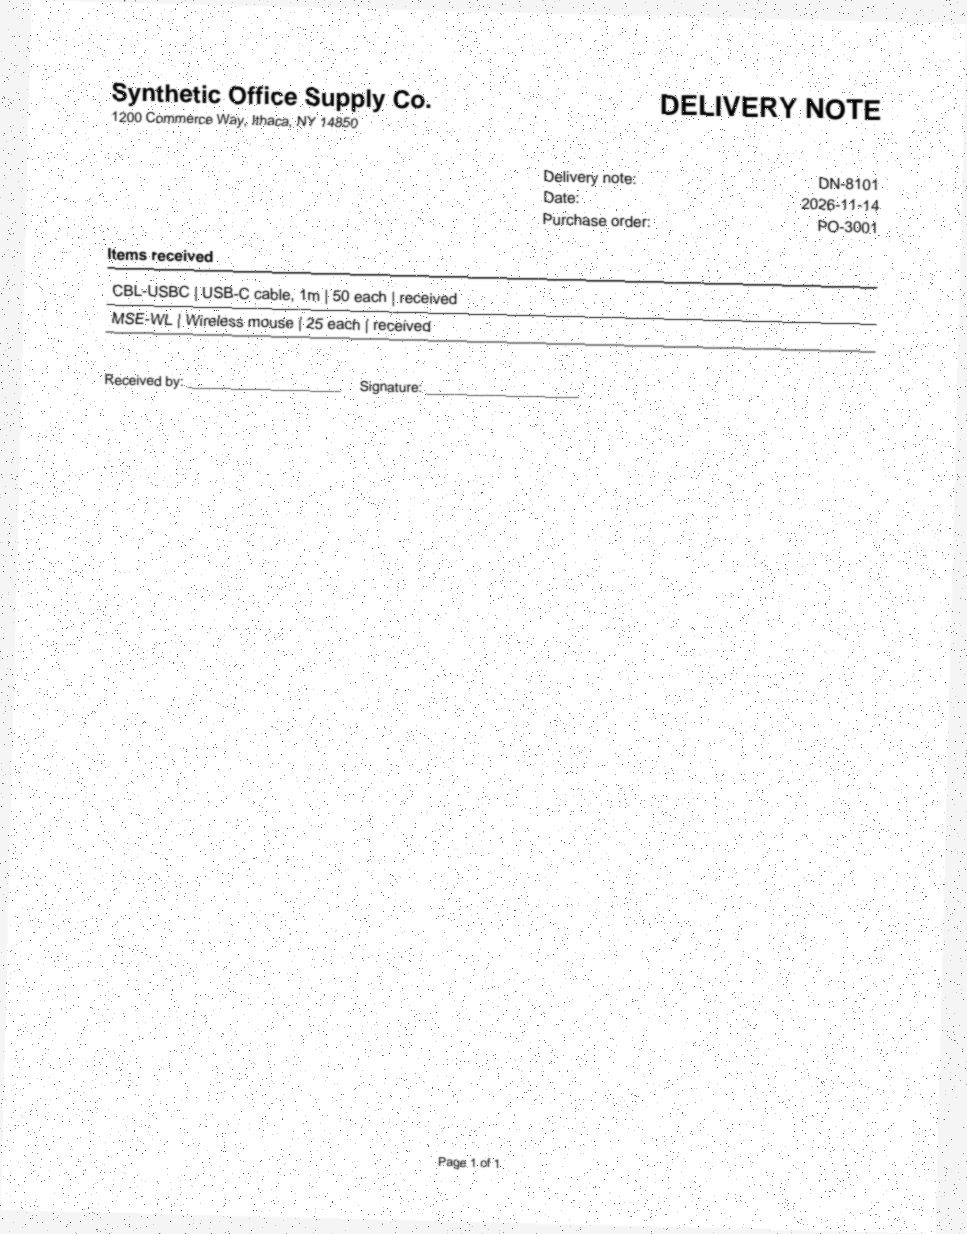 Synthetic Office Supply Co.
1200 Commerce Way, Ithaca, NY 14850
DELIVERY NOTE
Delivery note: DN-8101
Date: 2026-11-14
Purchase order: PO-3001
Items received
CBL-USBC | USB-C cable, 1m | 50 each | received
MSE-WL | Wireless mouse | 25 each | received
Received by: ____________________ Signature: ____________________
Page 1 of 1